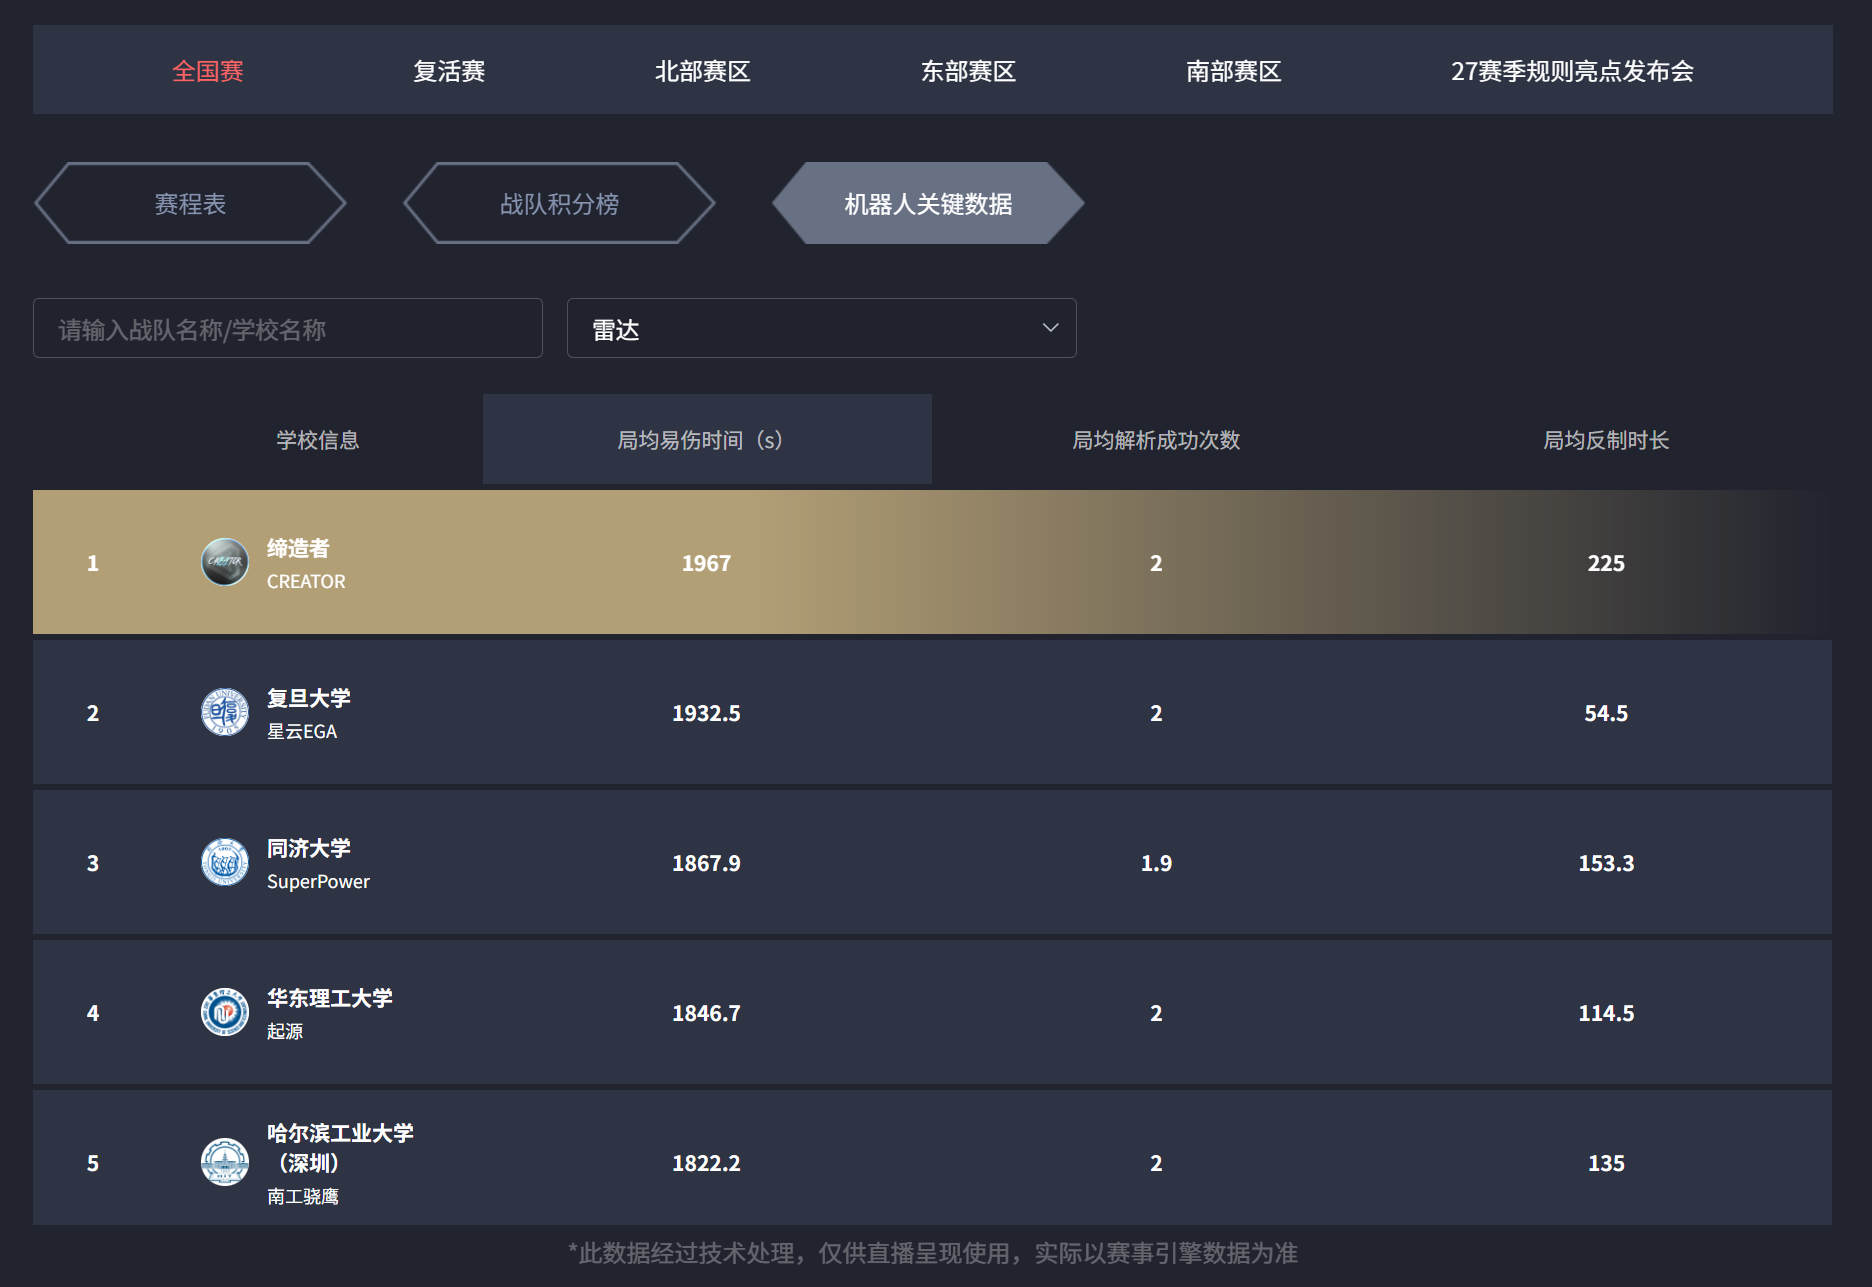 全国赛 复活赛 北部赛区 东部赛区 南部赛区 27赛季规则亮点发布会
赛程表 战队积分榜 机器人关键数据
请输入战队名称/学校名称 雷达
学校信息 局均易伤时间（s） 局均解析成功次数 局均反制时长
1 缔造者 1967 2 225
CREATOR
2 复旦大学 1932.5 2 54.5
星云EGA
3 同济大学 1867.9 1.9 153.3
SuperPower
4 华东理工大学 1846.7 2 114.5
起源
5 哈尔滨工业大学 1822.2 2 135
（深圳）
南工骁鹰
*此数据经过技术处理，仅供直播呈现使用，实际以赛事引擎数据为准